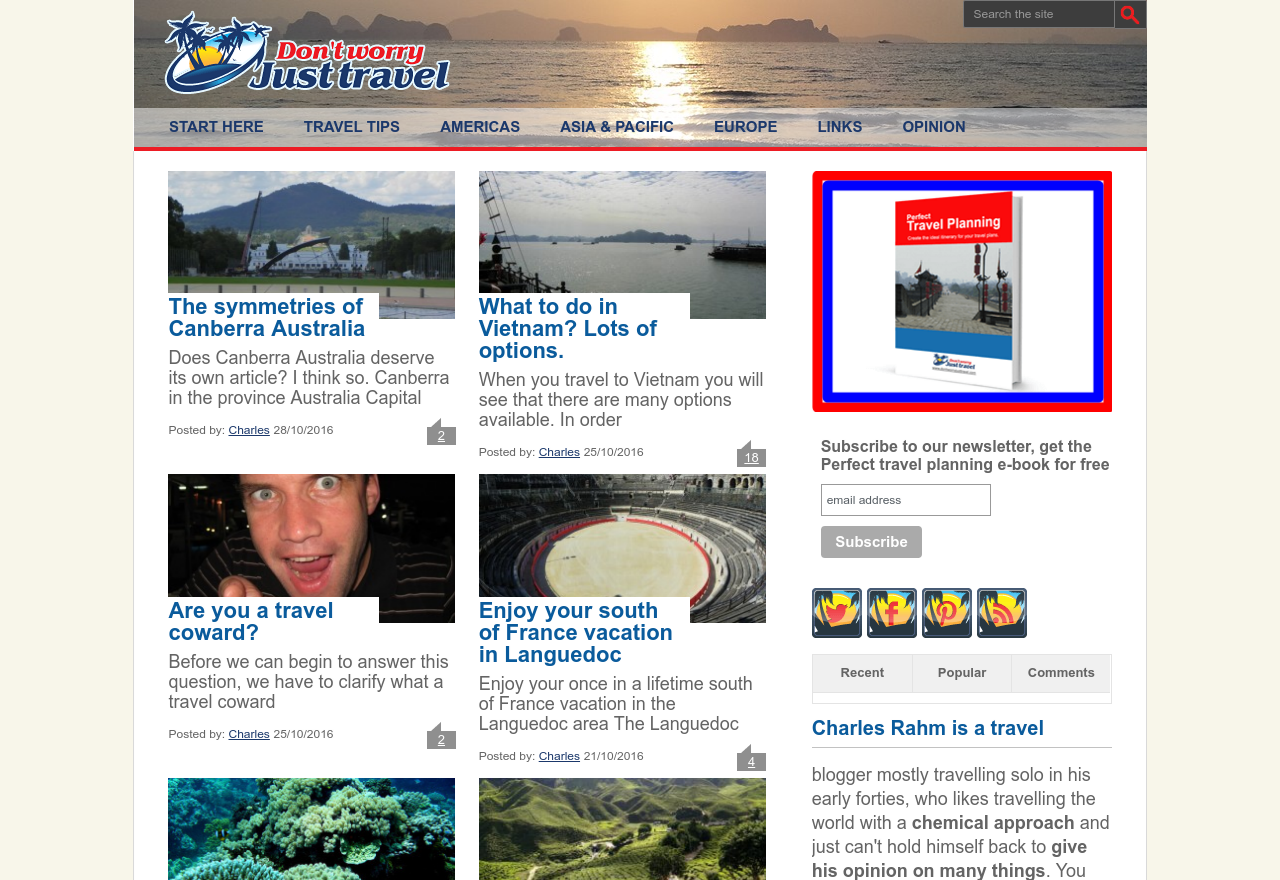 Search the site
Don't worry
Just travel
START HERE
TRAVEL TIPS
AMERICAS
ASIA & PACIFIC
EUROPE
LINKS
OPINION
The symmetries of
Canberra Australia
Does Canberra Australia deserve
its own article? I think so. Canberra
in the province Australia Capital
Posted by: Charles 28/10/2016
2
What to do in
Vietnam? Lots of
options.
When you travel to Vietnam you will
see that there are many options
available. In order
Posted by: Charles 25/10/2016
18
Are you a travel
coward?
Before we can begin to answer this
question, we have to clarify what a
travel coward
Posted by: Charles 25/10/2016
2
Enjoy your south
of France vacation
in Languedoc
Enjoy your once in a lifetime south
of France vacation in the
Languedoc area The Languedoc
Posted by: Charles 21/10/2016
4
Perfect
Travel Planning
Create the ideal itinerary for your travel plans.
Don't worry
Just travel
Subscribe to our newsletter, get the
Perfect travel planning e-book for free
email address
Subscribe
Recent
Popular
Comments
Charles Rahm is a travel
blogger mostly travelling solo in his
early forties, who likes travelling the
world with a chemical approach and
just can't hold himself back to give
his opinion on many things. You